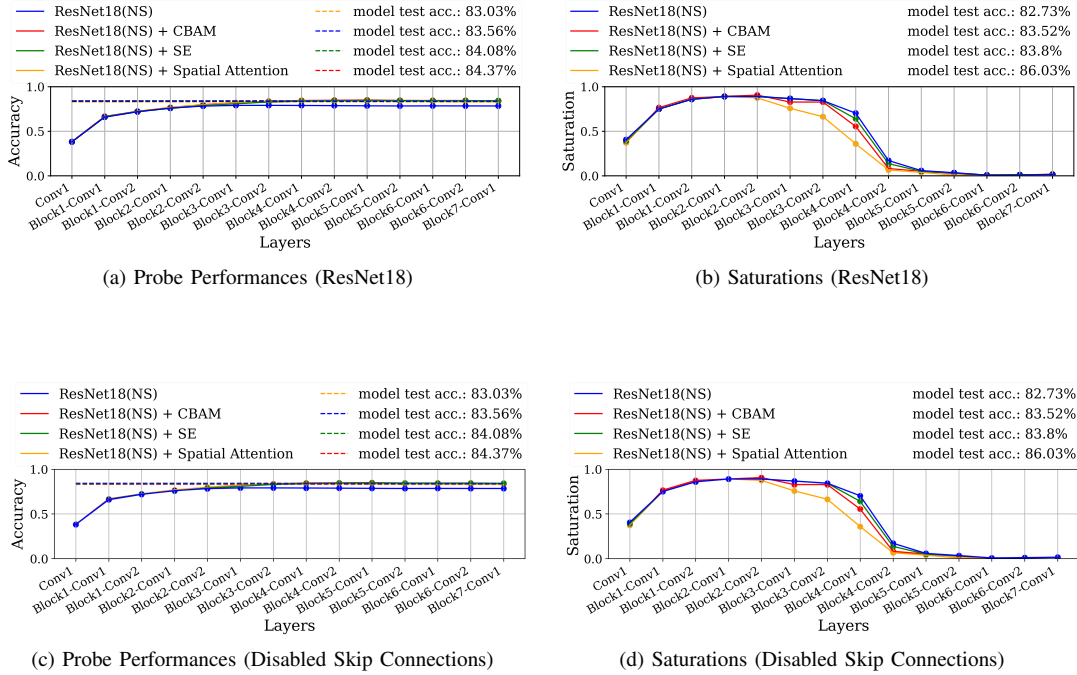 ResNet18(NS) model test acc.: 83.03%
ResNet18(NS) + CBAM model test acc.: 83.56%
ResNet18(NS) + SE model test acc.: 84.08%
ResNet18(NS) + Spatial Attention model test acc.: 84.37%
1.0
0.5
0.0
Accuracy
Conv1
Block1-Conv1
Block1-Conv2
Block2-Conv1
Block2-Conv2
Block3-Conv1
Block3-Conv2
Block4-Conv1
Block4-Conv2
Block5-Conv1
Block5-Conv2
Block6-Conv1
Block6-Conv2
Block7-Conv1
Layers
(a) Probe Performances (ResNet18)
ResNet18(NS) model test acc.: 82.73%
ResNet18(NS) + CBAM model test acc.: 83.52%
ResNet18(NS) + SE model test acc.: 83.8%
ResNet18(NS) + Spatial Attention model test acc.: 86.03%
1.0
0.5
0.0
Saturation
Conv1
Block1-Conv1
Block1-Conv2
Block2-Conv1
Block2-Conv2
Block3-Conv1
Block3-Conv2
Block4-Conv1
Block4-Conv2
Block5-Conv1
Block5-Conv2
Block6-Conv1
Block6-Conv2
Block7-Conv1
Layers
(b) Saturations (ResNet18)
ResNet18(NS) model test acc.: 83.03%
ResNet18(NS) + CBAM model test acc.: 83.56%
ResNet18(NS) + SE model test acc.: 84.08%
ResNet18(NS) + Spatial Attention model test acc.: 84.37%
1.0
0.5
0.0
Accuracy
Conv1
Block1-Conv1
Block1-Conv2
Block2-Conv1
Block2-Conv2
Block3-Conv1
Block3-Conv2
Block4-Conv1
Block4-Conv2
Block5-Conv1
Block5-Conv2
Block6-Conv1
Block6-Conv2
Block7-Conv1
Layers
(c) Probe Performances (Disabled Skip Connections)
ResNet18(NS) model test acc.: 82.73%
ResNet18(NS) + CBAM model test acc.: 83.52%
ResNet18(NS) + SE model test acc.: 83.8%
ResNet18(NS) + Spatial Attention model test acc.: 86.03%
1.0
0.5
0.0
Saturation
Conv1
Block1-Conv1
Block1-Conv2
Block2-Conv1
Block2-Conv2
Block3-Conv1
Block3-Conv2
Block4-Conv1
Block4-Conv2
Block5-Conv1
Block5-Conv2
Block6-Conv1
Block6-Conv2
Block7-Conv1
Layers
(d) Saturations (Disabled Skip Connections)